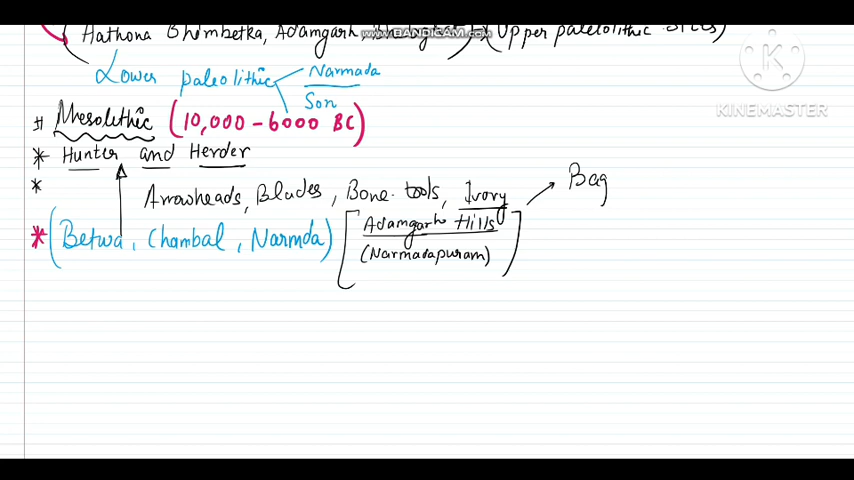 Hathona Bhimbetka, Adamgarh
WWW.BANDICAM.COM
Upper paleolithic sites)
K
KINEMASTER
Lower paleolithic
Narmada
Son
# Mesolithic (10,000 - 6000 BC)
* Hunter and Herder
* Arrowheads, Blades, Bone tools, Ivory
Bag
* (Betwa, Chambal, Narmda)
[Adamgarh Hills
(Narmadapuram)]